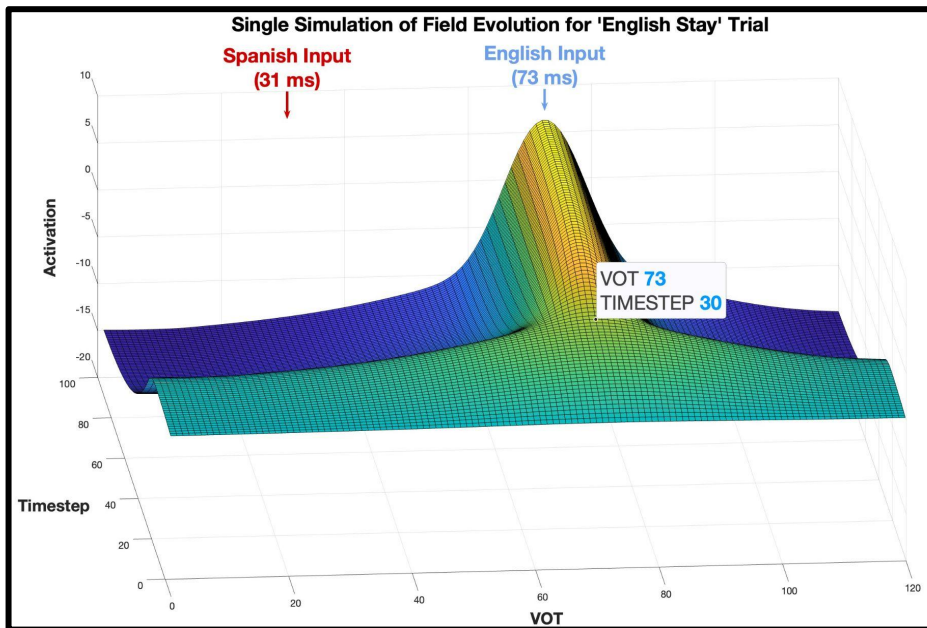 Single Simulation of Field Evolution for 'English Stay' Trial
Spanish Input
(31 ms)
English Input
(73 ms)
10
5
0
-5
-10
-15
-20
Activation
VOT 73
TIMESTEP 30
100
80
60
40
20
0
Timestep
0
20
40
60
80
100
120
VOT